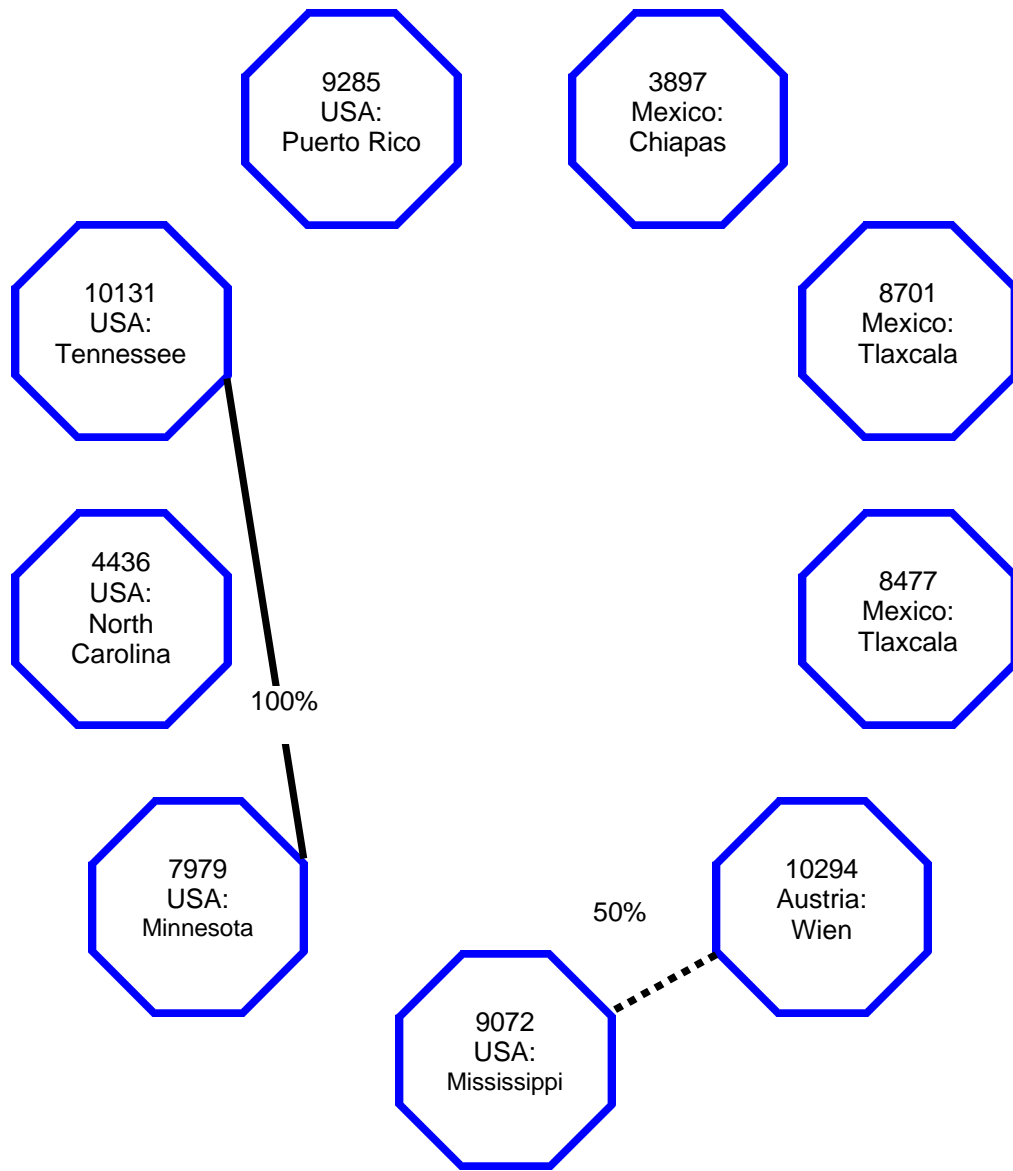 9285
USA:
Puerto Rico
3897
Mexico:
Chiapas
10131
USA:
Tennessee
8701
Mexico:
Tlaxcala
4436
USA:
North
Carolina
8477
Mexico:
Tlaxcala
100%
7979
USA:
Minnesota
50%
10294
Austria:
Wien
9072
USA:
Mississippi